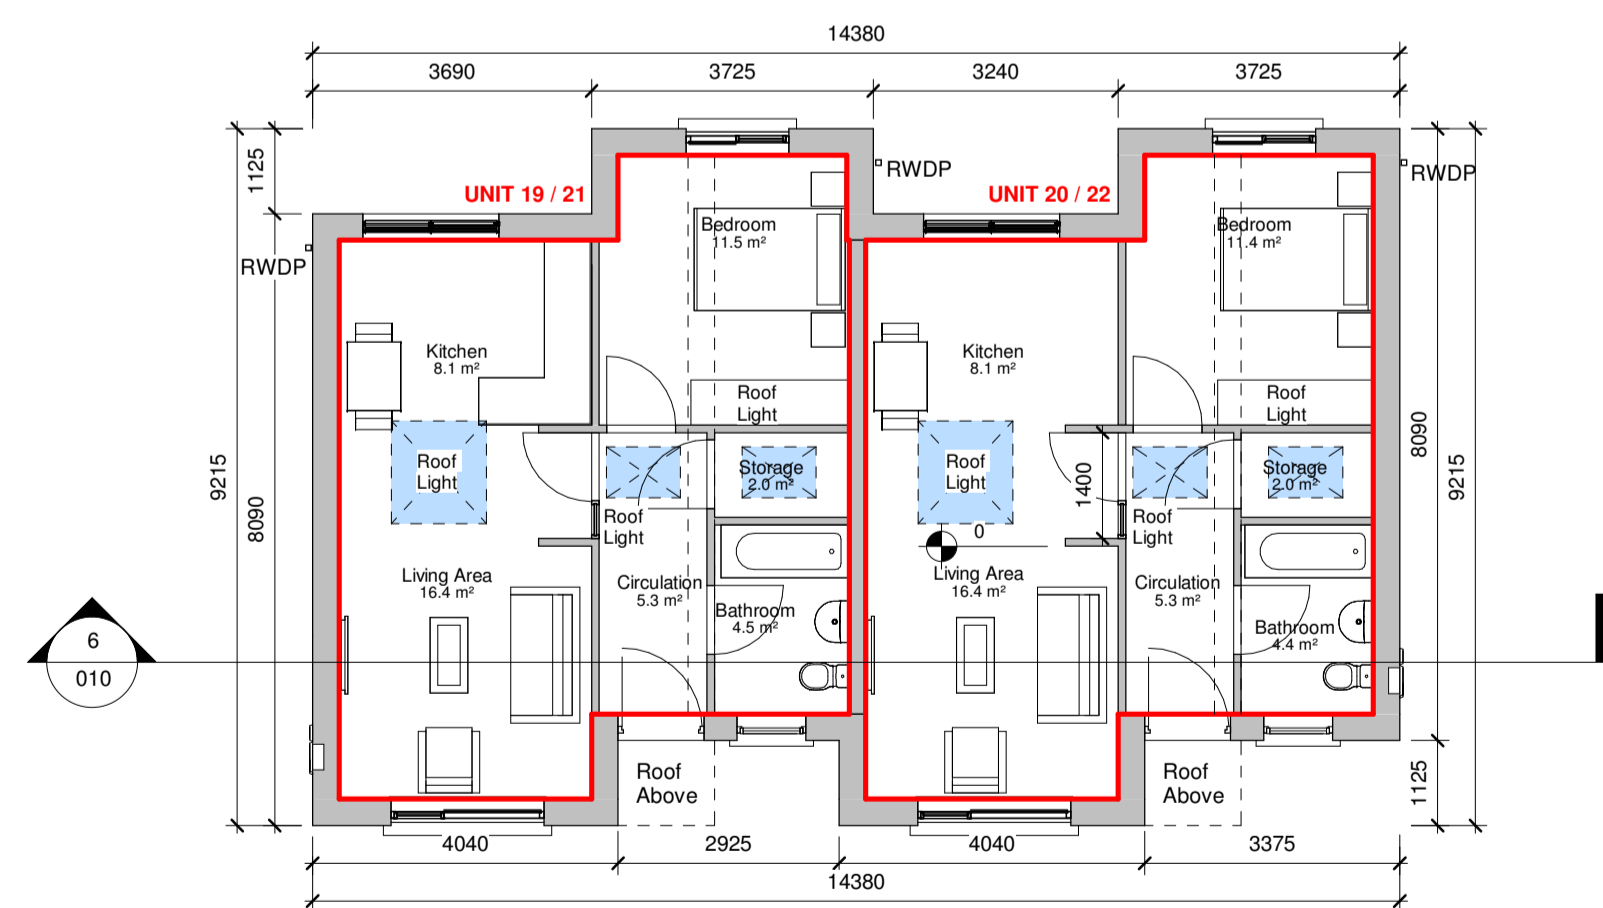 14380
3690
3725
3240
3725
1125
RWDP
RWDP
UNIT 19 / 21
UNIT 20 / 22
Bedroom
11.5 m²
Bedroom
11.4 m²
RWDP
Kitchen
8.1 m²
Kitchen
8.1 m²
Roof
Light
Roof
Light
9215
8090
Roof
Light
Storage
2.0 m²
Roof
Light
1400
Storage
2.0 m²
8090
9215
Roof
Light
0
Roof
Light
Living Area
16.4 m²
Circulation
5.3 m²
Bathroom
4.5 m²
Living Area
16.4 m²
Circulation
5.3 m²
Bathroom
4.4 m²
6
010
Roof
Above
Roof
Above
1125
4040
2925
4040
3375
14380